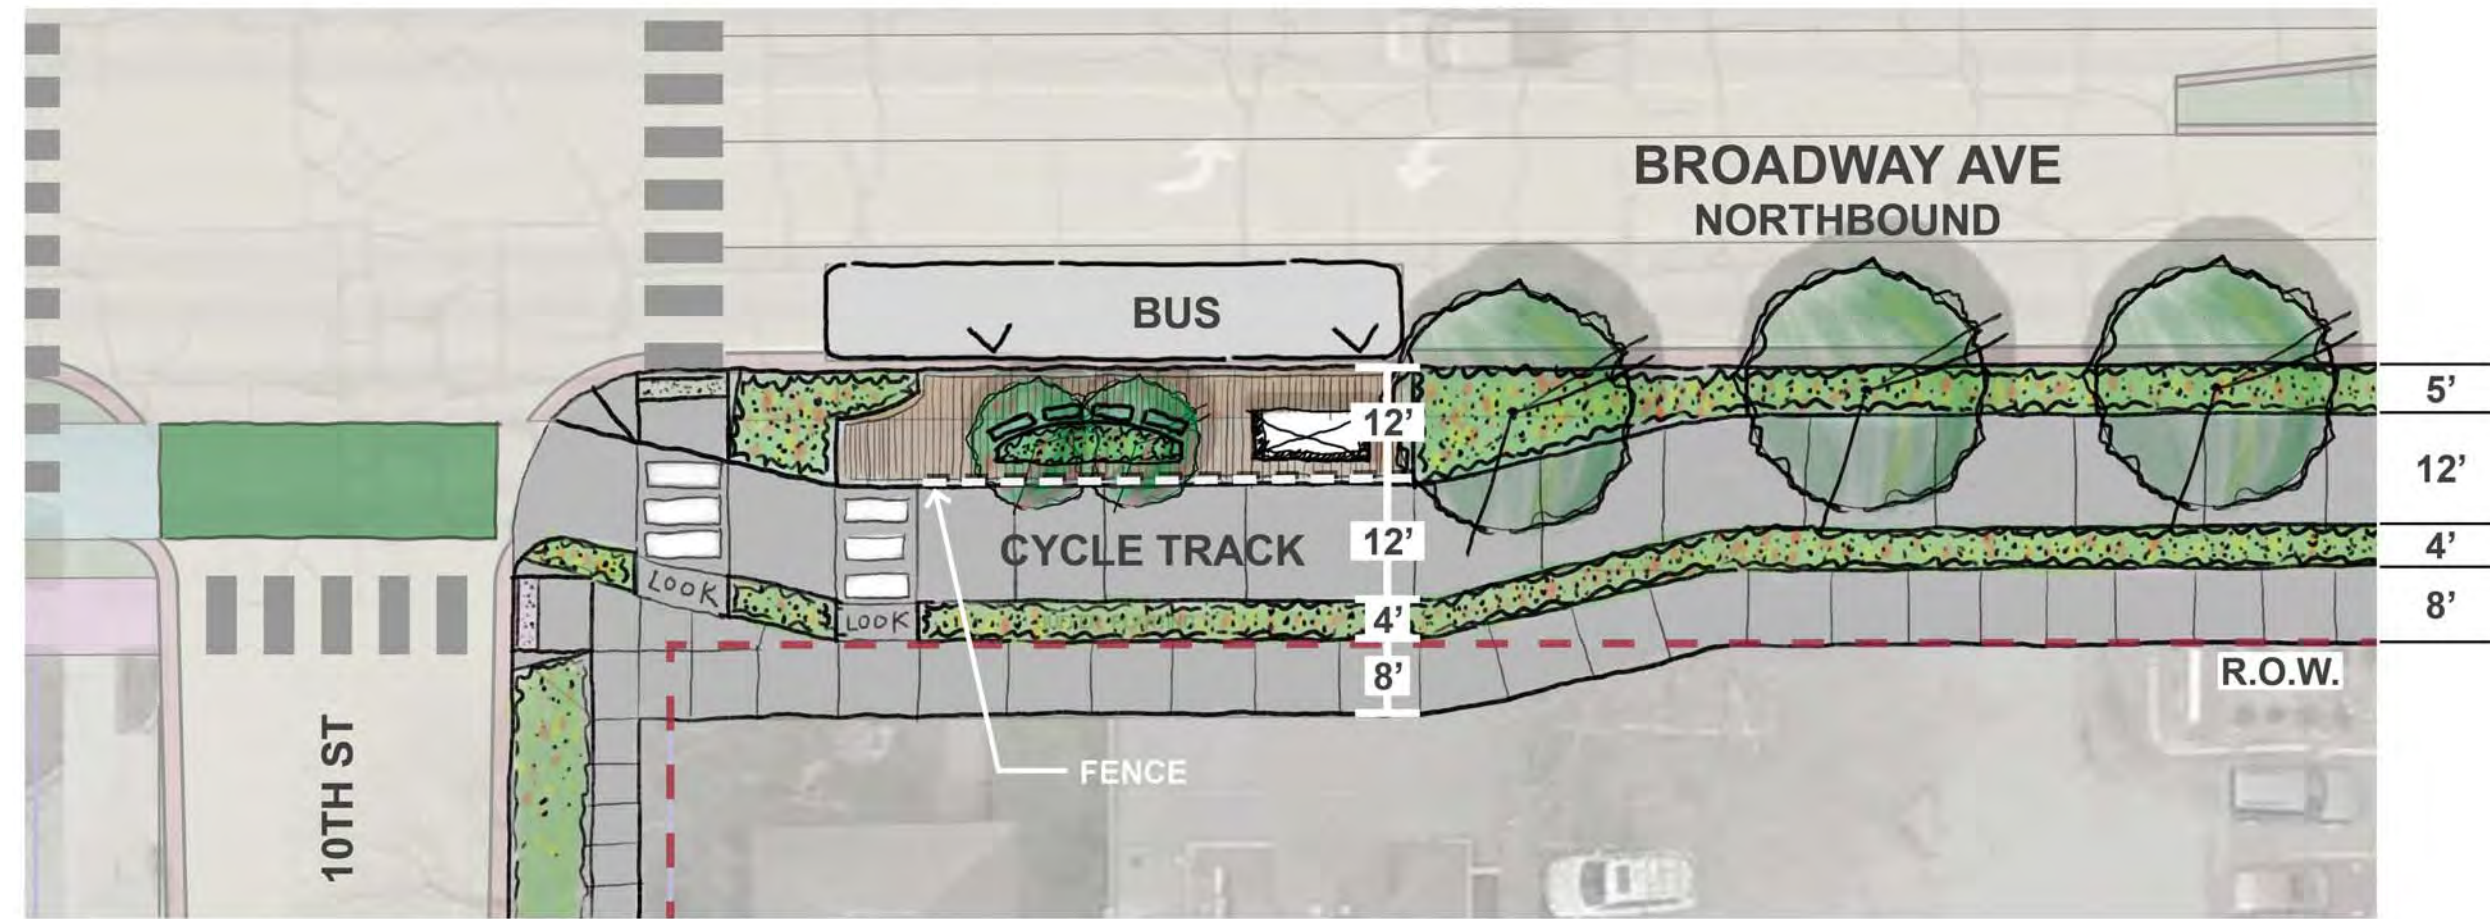 BROADWAY AVE
NORTHBOUND
BUS
5’
12’
12’
CYCLE TRACK
12’
4’
LOOK
LOOK
4’
8’
8’
R.O.W.
FENCE
10TH ST